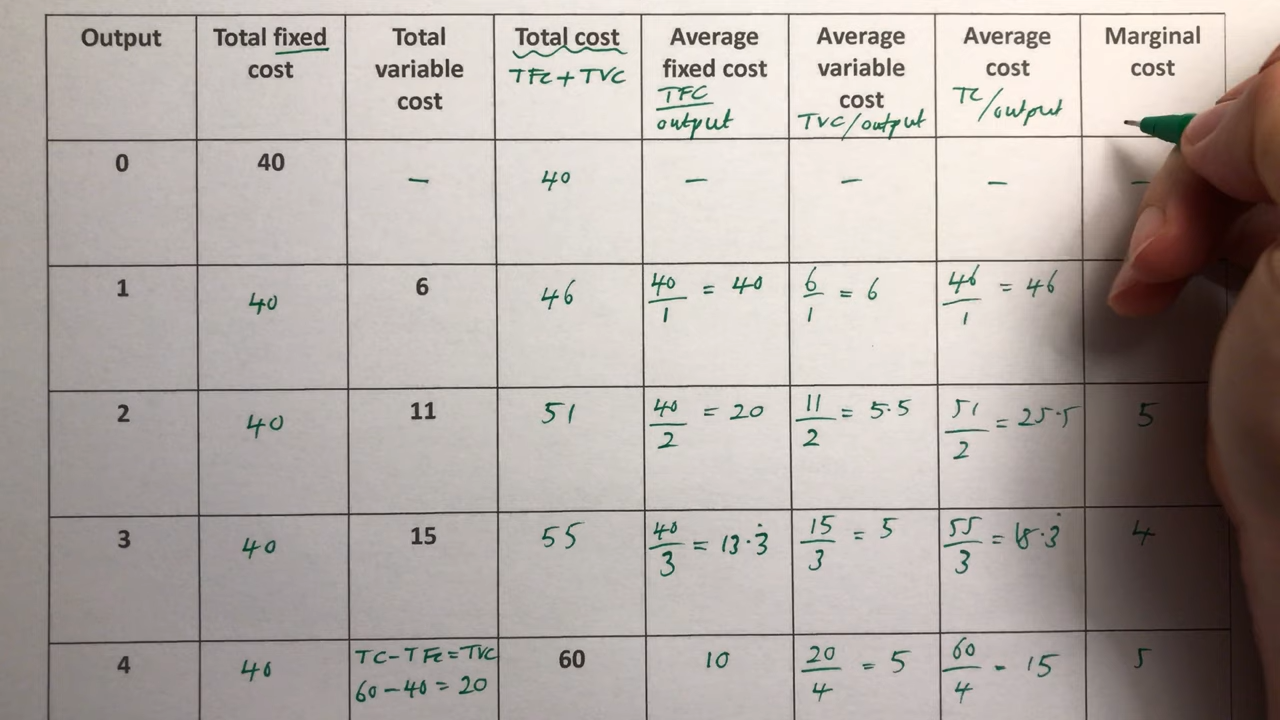 Output
Total fixed
cost
Total
variable
cost
Total cost
TFC + TVC
Average
fixed cost
TFC
output
Average
variable
cost
TVC/output
Average
cost
TC/output
Marginal
cost
0
40
–
40
–
–
–
–
1
40
6
46
40/1 = 40
6/1 = 6
46/1 = 46
2
40
11
51
40/2 = 20
11/2 = 5.5
51/2 = 25.5
5
3
40
15
55
40/3 = 13.3̇
15/3 = 5
55/3 = 18.3̇
4
4
40
TC – TFC = TVC
60 – 40 = 20
60
10
20/4 = 5
60/4 = 15
5